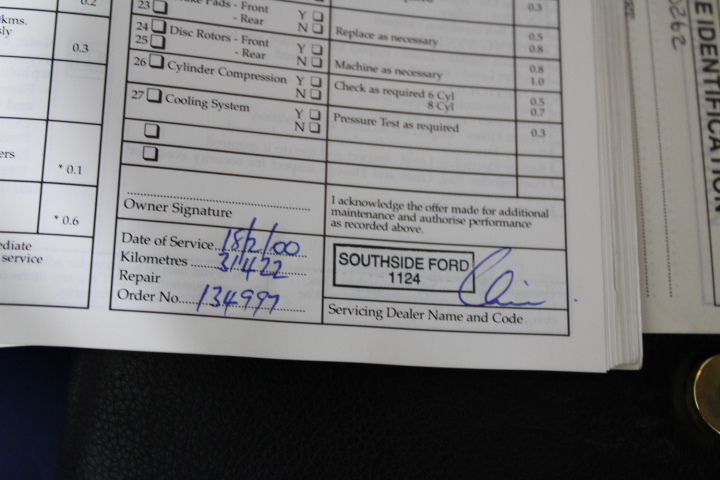 0.2
kms.
0.3
ers
* 0.1
* 0.6
ediate
service
23 Pads - Front Y 0.3
- Rear N
24 Disc Rotors - Front Y Replace as necessary 0.5
25 - Rear N 0.8
26 Cylinder Compression Y Machine as necessary 0.8
N 1.0
Check as required 6 Cyl 0.5
8 Cyl 0.7
27 Cooling System Y Pressure Test as required 0.3
N
Owner Signature
I acknowledge the offer made for additional
maintenance and authorise performance
as recorded above.
Date of Service 18/2/00
Kilometres 31422
Repair
Order No. 134997
SOUTHSIDE FORD
1124
Servicing Dealer Name and Code
E IDENTIFICATION